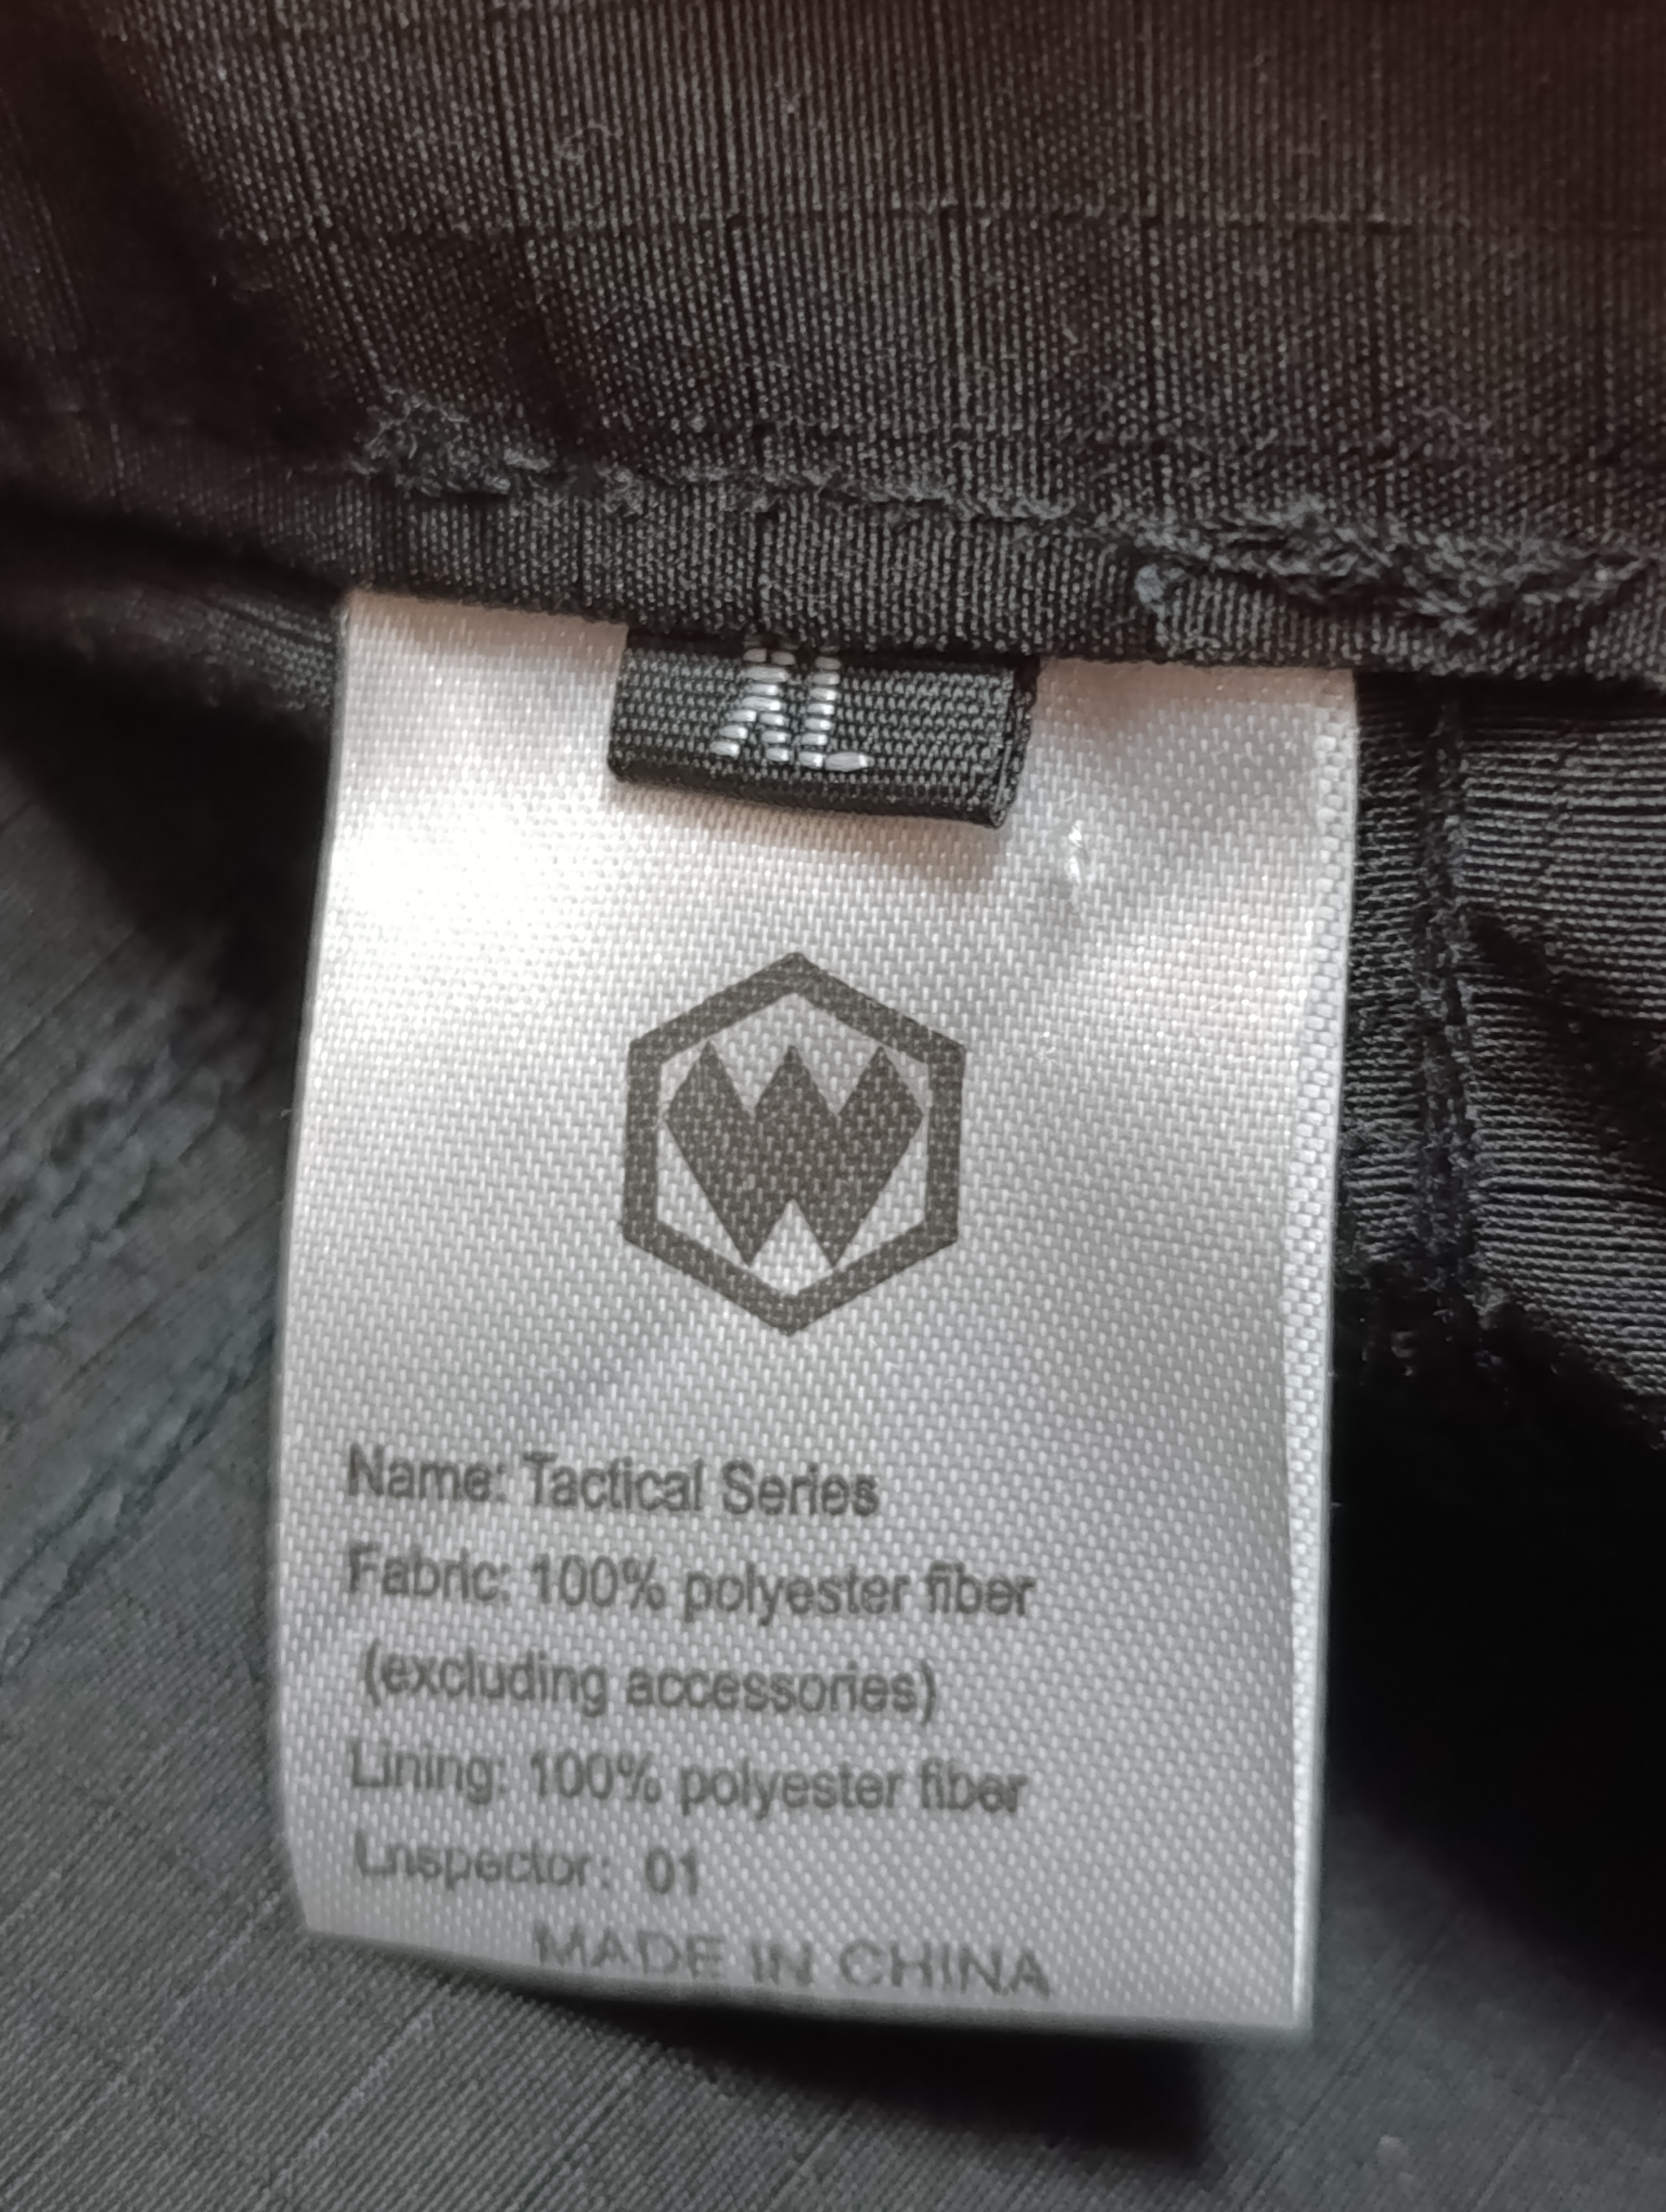 XL
Name: Tactical Series
Fabric: 100% polyester fiber
(excluding accessories)
Lining: 100% polyester fiber
Lnspector: 01
MADE IN CHINA